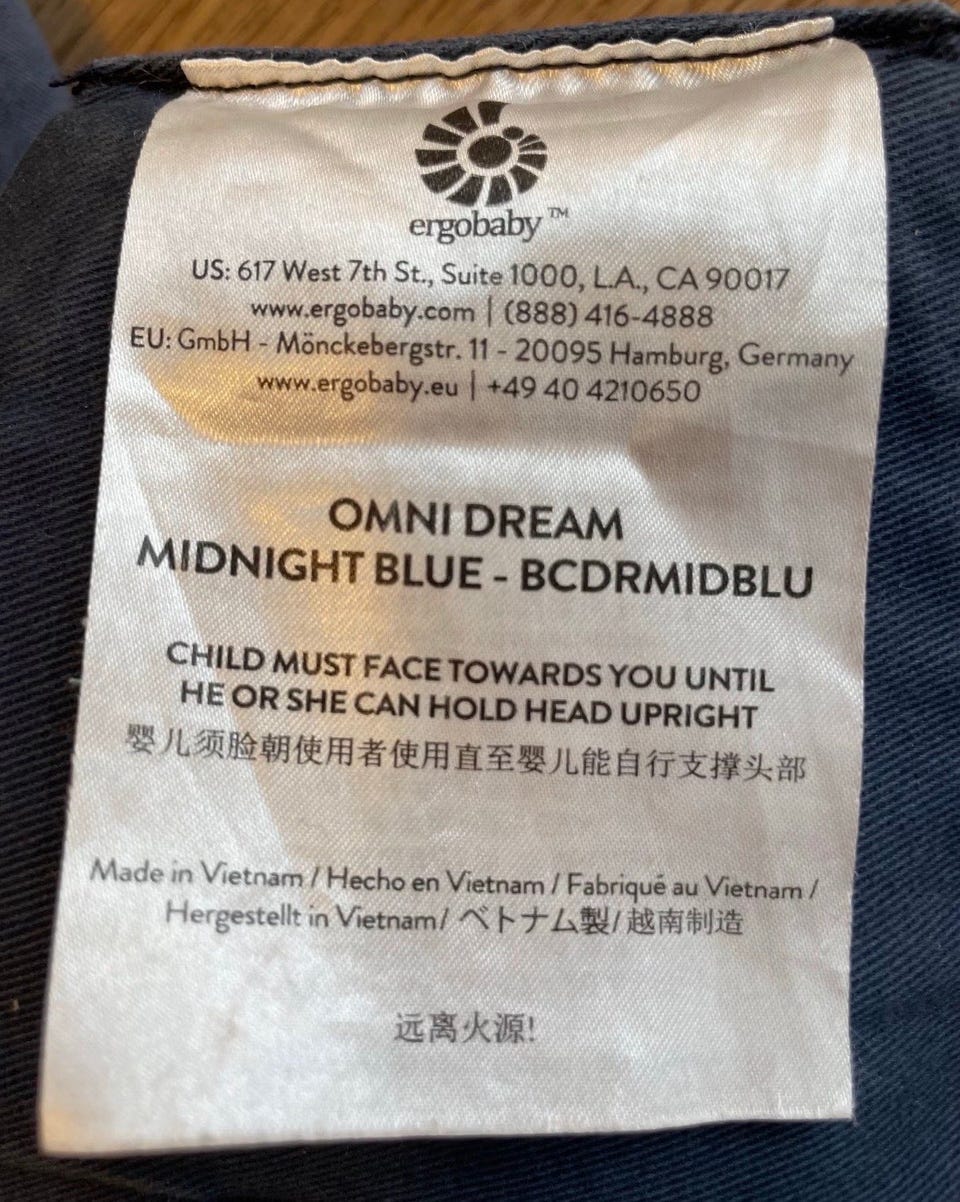 ergobaby™
US: 617 West 7th St., Suite 1000, L.A., CA 90017
www.ergobaby.com | (888) 416-4888
EU: GmbH - Mönckebergstr. 11 - 20095 Hamburg, Germany
www.ergobaby.eu | +49 40 4210650
OMNI DREAM
MIDNIGHT BLUE - BCDRMIDBLU
CHILD MUST FACE TOWARDS YOU UNTIL
HE OR SHE CAN HOLD HEAD UPRIGHT
婴儿须脸朝使用者使用直至婴儿能自行支撑头部
Made in Vietnam / Hecho en Vietnam / Fabriqué au Vietnam /
Hergestellt in Vietnam/ ベトナム製/ 越南制造
远离火源!